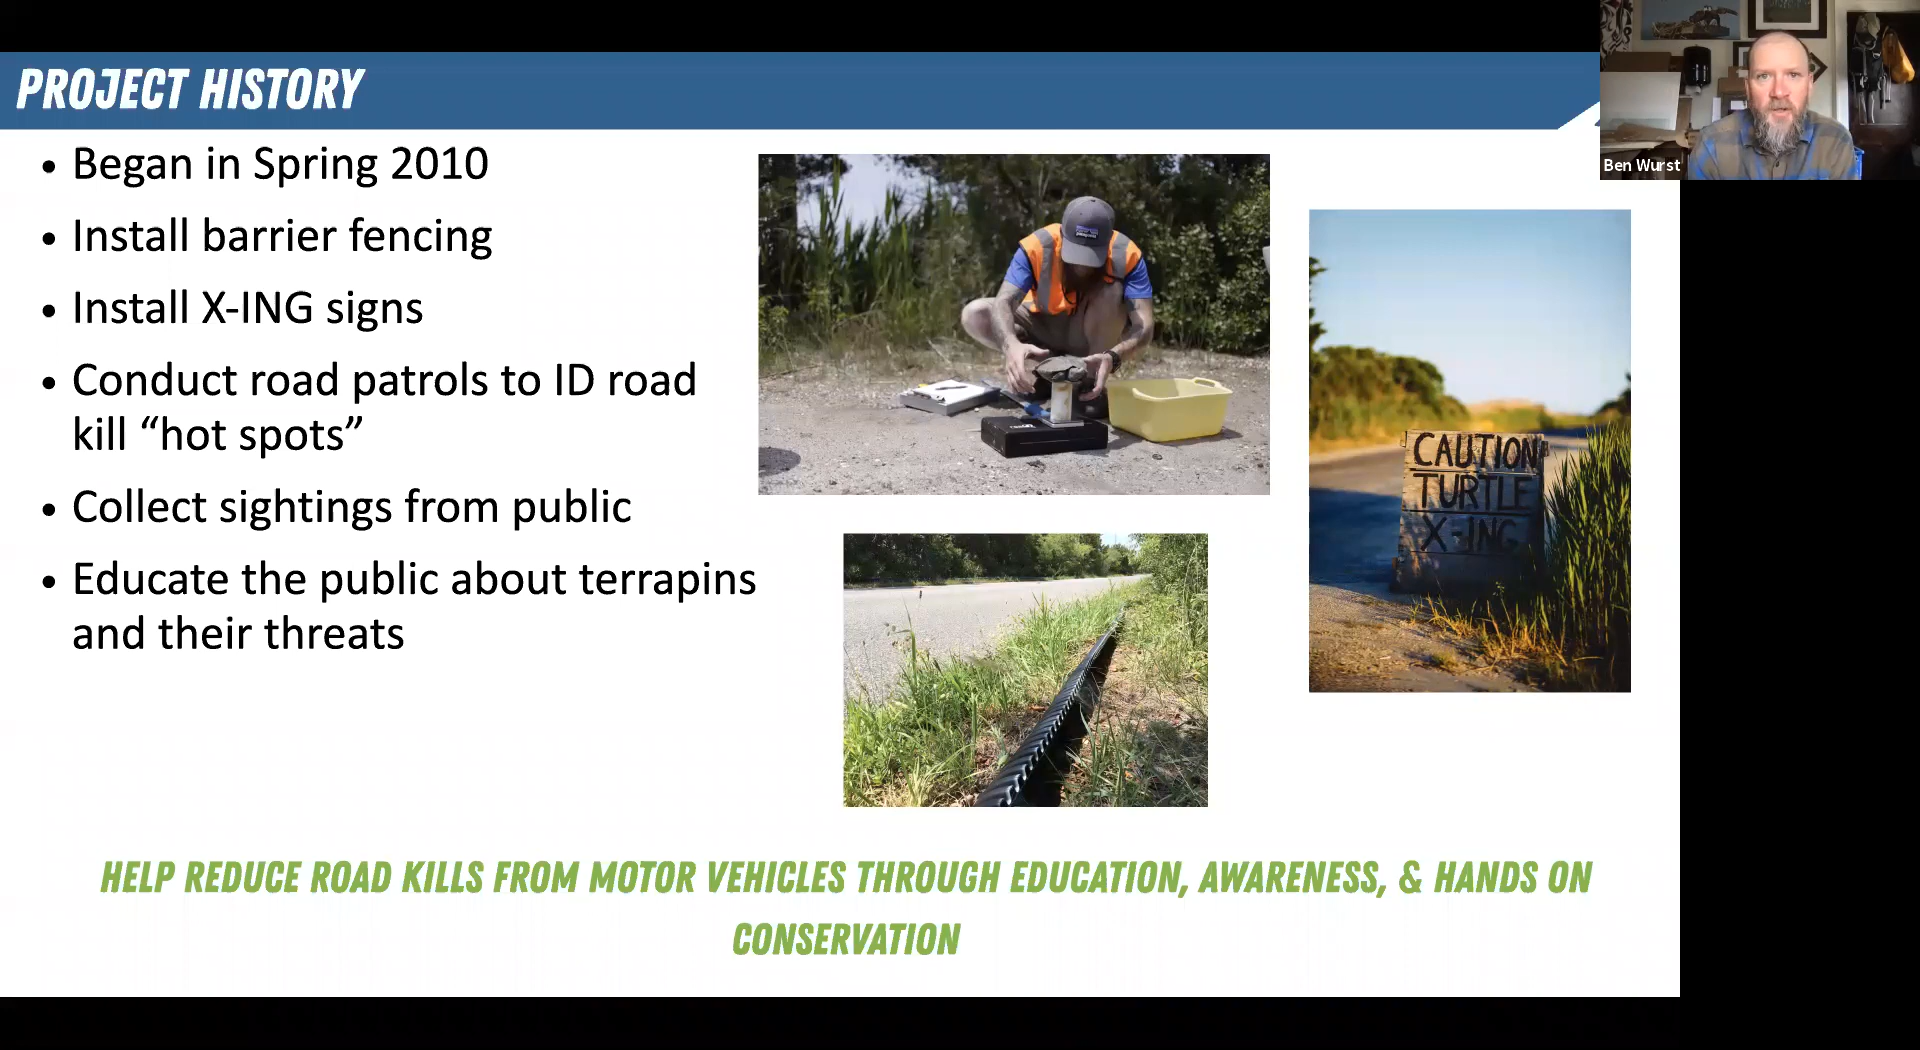 PROJECT HISTORY
Ben Wurst
• Began in Spring 2010
• Install barrier fencing
• Install X-ING signs
• Conduct road patrols to ID road
kill “hot spots”
• Collect sightings from public
• Educate the public about terrapins
and their threats
CAUTION
TURTLE
X-ING
HELP REDUCE ROAD KILLS FROM MOTOR VEHICLES THROUGH EDUCATION, AWARENESS, & HANDS ON
CONSERVATION